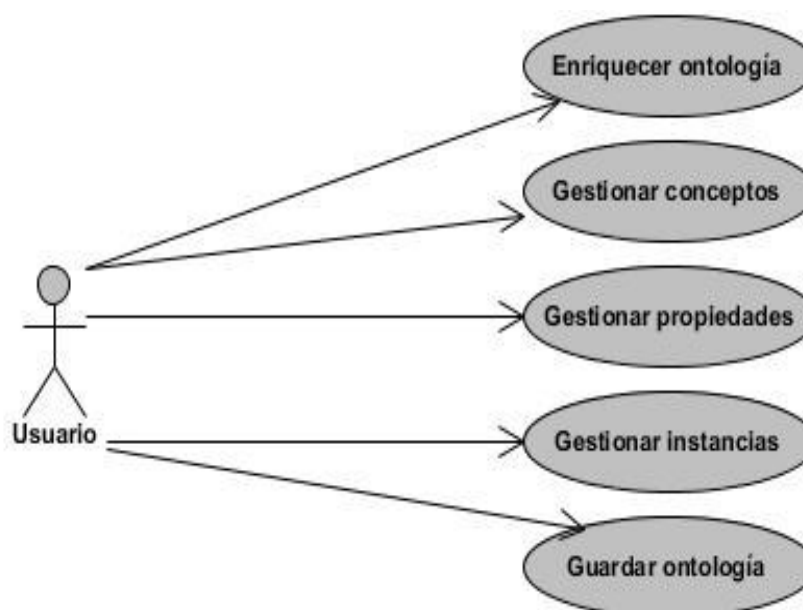 Enriquecer ontología
Gestionar conceptos
Gestionar propiedades
Usuario
Gestionar instancias
Guardar ontología